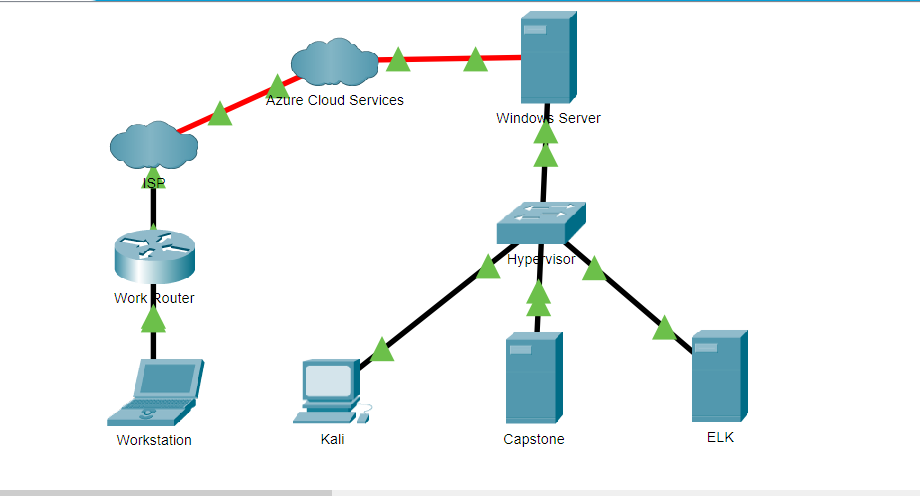 Azure Cloud Services
Windows Server
ISP
Hypervisor
Work Router
Workstation
Kali
Capstone
ELK